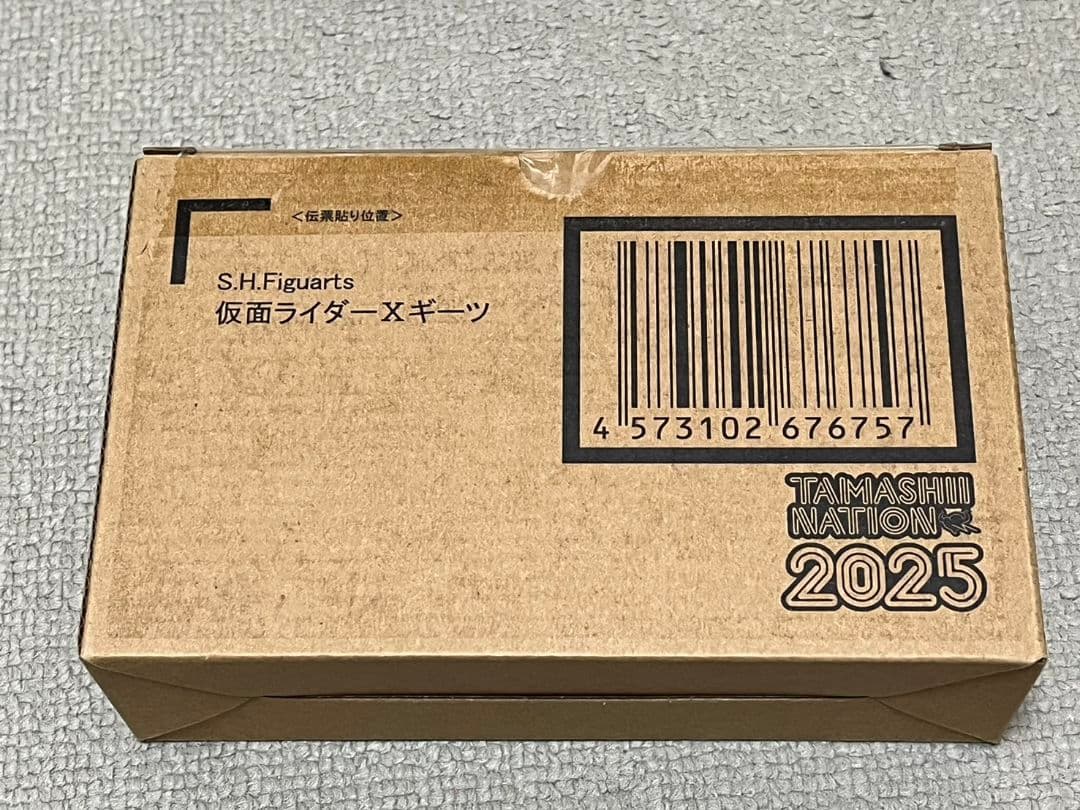 <伝票貼り位置>
S.H.Figuarts
仮面ライダーXギーツ
4 573102 676757
TAMASHII
NATION
2025